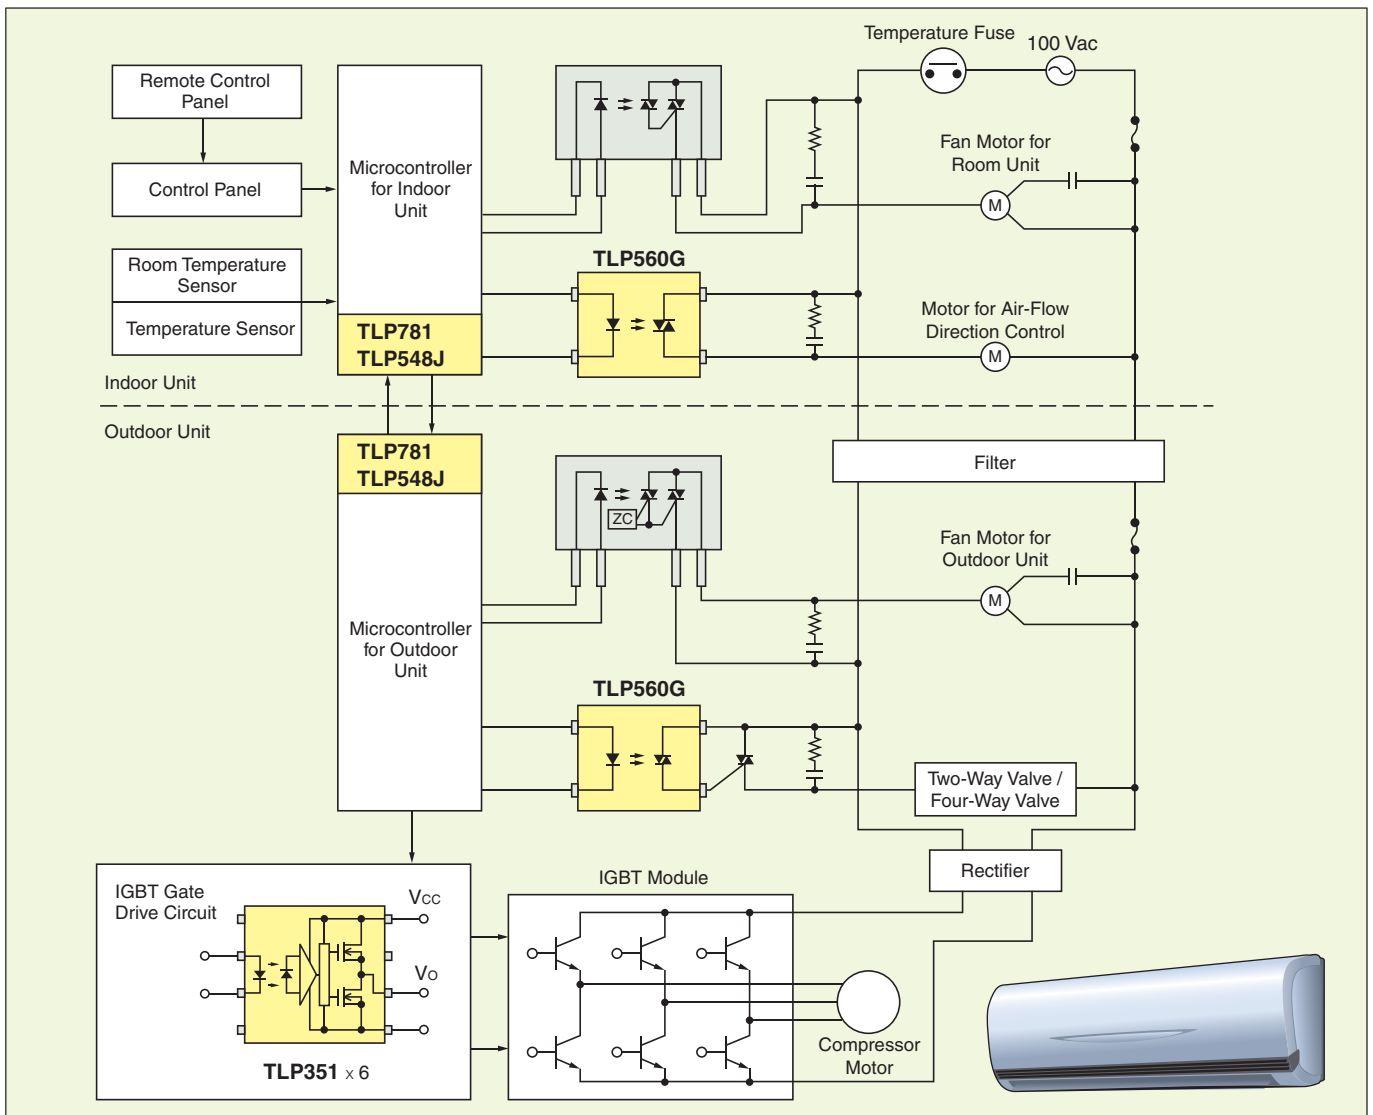 Temperature Fuse
100 Vac
Remote Control
Panel
Control Panel
Microcontroller
for Indoor
Unit
Fan Motor for
Room Unit
M
Room Temperature
Sensor
Temperature Sensor
TLP560G
TLP781
TLP548J
Motor for Air-Flow
Direction Control
M
Indoor Unit
Outdoor Unit
TLP781
TLP548J
Filter
ZC
Microcontroller
for Outdoor
Unit
Fan Motor for
Outdoor Unit
M
TLP560G
Two-Way Valve /
Four-Way Valve
Rectifier
IGBT Gate
Drive Circuit
VCC
VO
TLP351 x 6
IGBT Module
Compressor
Motor